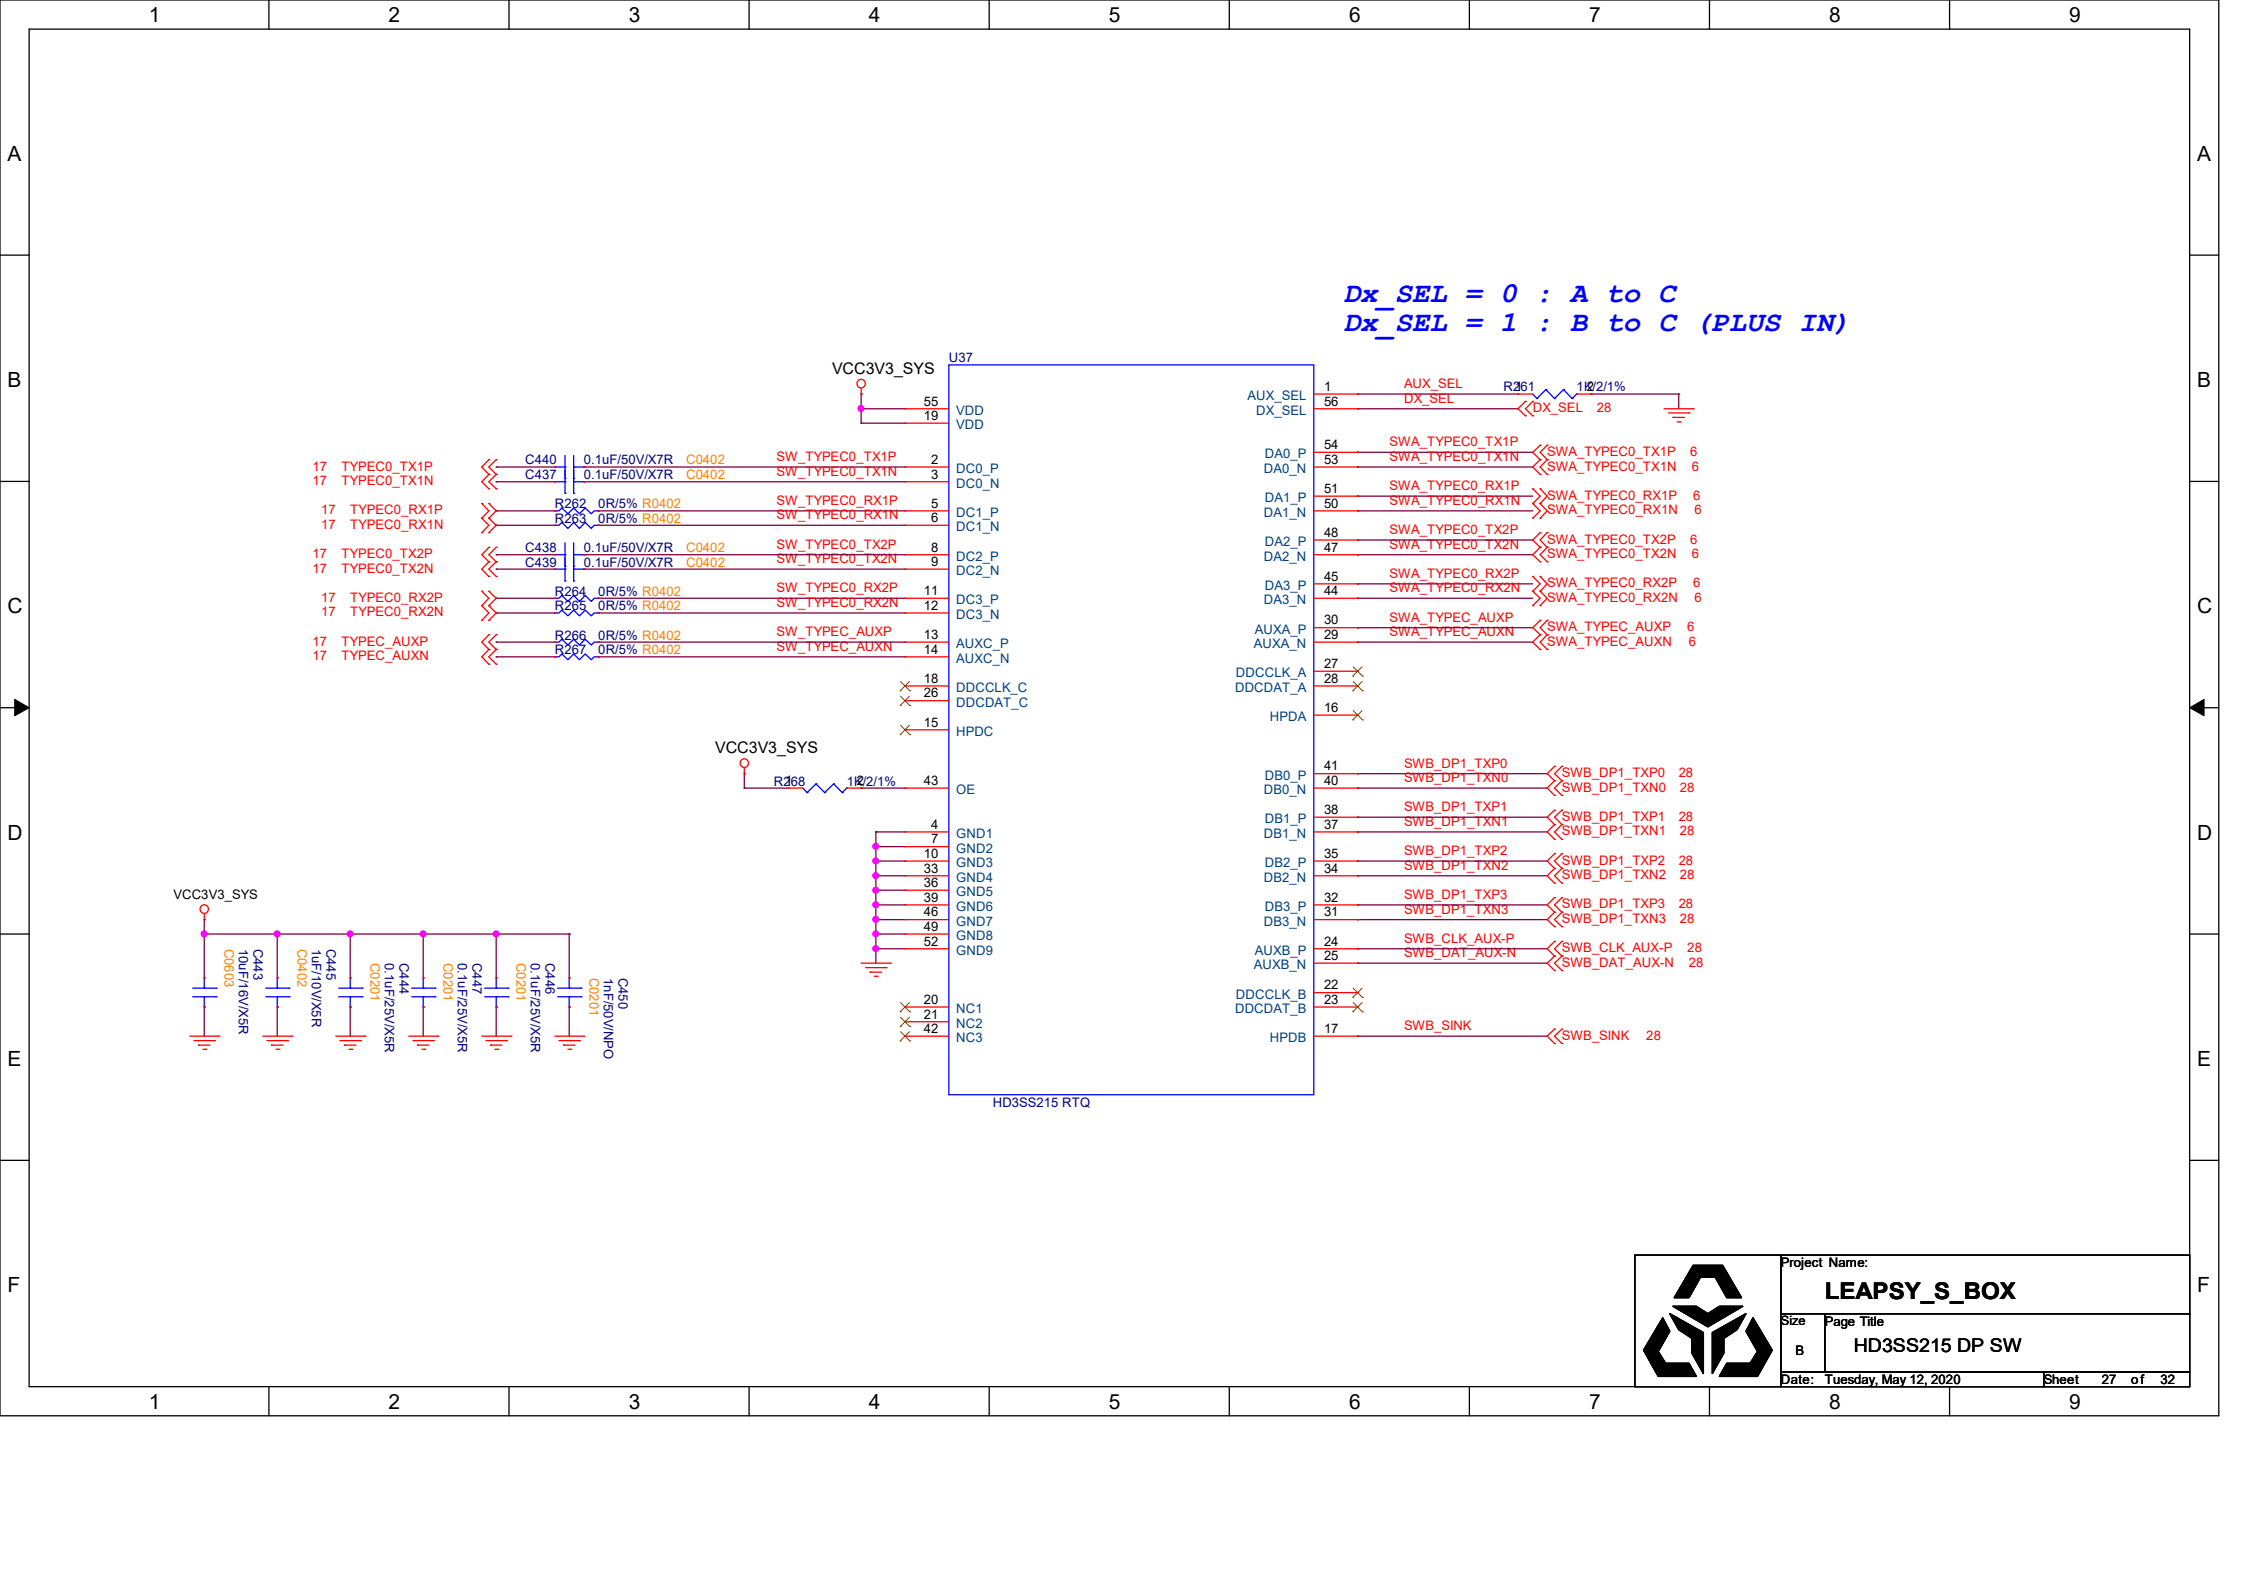 1 2 3 4 5 6 7 8 9
A A
B B
C C
D D
E E
F F
Dx_SEL = 0 : A to C
Dx_SEL = 1 : B to C (PLUS IN)
U37
VCC3V3_SYS
55 VDD
19 VDD
17 TYPEC0_TX1P C440 0.1uF/50V/X7R C0402 SW_TYPEC0_TX1P 2 DC0_P
17 TYPEC0_TX1N C437 0.1uF/50V/X7R C0402 SW_TYPEC0_TX1N 3 DC0_N
17 TYPEC0_RX1P R262 0R/5% R0402 SW_TYPEC0_RX1P 5 DC1_P
17 TYPEC0_RX1N R263 0R/5% R0402 SW_TYPEC0_RX1N 6 DC1_N
17 TYPEC0_TX2P C438 0.1uF/50V/X7R C0402 SW_TYPEC0_TX2P 8 DC2_P
17 TYPEC0_TX2N C439 0.1uF/50V/X7R C0402 SW_TYPEC0_TX2N 9 DC2_N
17 TYPEC0_RX2P R264 0R/5% R0402 SW_TYPEC0_RX2P 11 DC3_P
17 TYPEC0_RX2N R265 0R/5% R0402 SW_TYPEC0_RX2N 12 DC3_N
17 TYPEC_AUXP R266 0R/5% R0402 SW_TYPEC_AUXP 13 AUXC_P
17 TYPEC_AUXN R267 0R/5% R0402 SW_TYPEC_AUXN 14 AUXC_N
18 DDCCLK_C
26 DDCDAT_C
15 HPDC
VCC3V3_SYS
R268 1 1K/2/1% 2 43 OE
4 GND1
7 GND2
10 GND3
33 GND4
36 GND5
39 GND6
46 GND7
49 GND8
52 GND9
20 NC1
21 NC2
42 NC3
AUX_SEL 1 AUX_SEL R261 1 1K/2/1% 2
DX_SEL 56 DX_SEL DX_SEL 28
DA0_P 54 SWA_TYPEC0_TX1P SWA_TYPEC0_TX1P 6
DA0_N 53 SWA_TYPEC0_TX1N SWA_TYPEC0_TX1N 6
DA1_P 51 SWA_TYPEC0_RX1P SWA_TYPEC0_RX1P 6
DA1_N 50 SWA_TYPEC0_RX1N SWA_TYPEC0_RX1N 6
DA2_P 48 SWA_TYPEC0_TX2P SWA_TYPEC0_TX2P 6
DA2_N 47 SWA_TYPEC0_TX2N SWA_TYPEC0_TX2N 6
DA3_P 45 SWA_TYPEC0_RX2P SWA_TYPEC0_RX2P 6
DA3_N 44 SWA_TYPEC0_RX2N SWA_TYPEC0_RX2N 6
AUXA_P 30 SWA_TYPEC_AUXP SWA_TYPEC_AUXP 6
AUXA_N 29 SWA_TYPEC_AUXN SWA_TYPEC_AUXN 6
DDCCLK_A 27
DDCDAT_A 28
HPDA 16
DB0_P 41 SWB_DP1_TXP0 SWB_DP1_TXP0 28
DB0_N 40 SWB_DP1_TXN0 SWB_DP1_TXN0 28
DB1_P 38 SWB_DP1_TXP1 SWB_DP1_TXP1 28
DB1_N 37 SWB_DP1_TXN1 SWB_DP1_TXN1 28
DB2_P 35 SWB_DP1_TXP2 SWB_DP1_TXP2 28
DB2_N 34 SWB_DP1_TXN2 SWB_DP1_TXN2 28
DB3_P 32 SWB_DP1_TXP3 SWB_DP1_TXP3 28
DB3_N 31 SWB_DP1_TXN3 SWB_DP1_TXN3 28
AUXB_P 24 SWB_CLK_AUX-P SWB_CLK_AUX-P 28
AUXB_N 25 SWB_DAT_AUX-N SWB_DAT_AUX-N 28
DDCCLK_B 22
DDCDAT_B 23
HPDB 17 SWB_SINK SWB_SINK 28
HD3SS215 RTQ
VCC3V3_SYS
C443
10uF/16V/X5R
C0603
C445
1uF/10V/X5R
C0402
C444
0.1uF/25V/X5R
C0201
C447
0.1uF/25V/X5R
C0201
C446
0.1uF/25V/X5R
C0201
C450
1nF/50V/NPO
C0201
Project Name:
LEAPSY_S_BOX
Size Page Title
B HD3SS215 DP SW
Date: Tuesday, May 12, 2020 Sheet 27 of 32
1 2 3 4 5 6 7 8 9